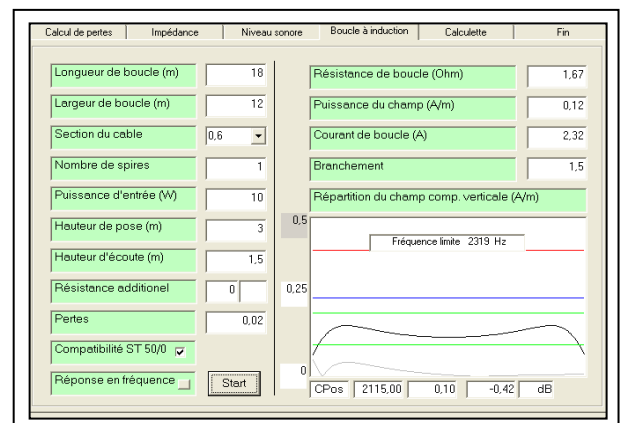 Calcul de pertes Impédance Niveau sonore Boucle à induction Calculette Fin
Longueur de boucle (m) 18
Largeur de boucle (m) 12
Section du cable 0,6
Nombre de spires 1
Puissance d'entrée (W) 10
Hauteur de pose (m) 3
Hauteur d'écoute (m) 1,5
Résistance additionel 0
Pertes 0,02
Compatibilité ST 50/0
Réponse en fréquence Start
Résistance de boucle (Ohm) 1,67
Puissance du champ (A/m) 0,12
Courant de boucle (A) 2,32
Branchement 1,5
Répartition du champ comp. verticale (A/m)
0,5
Fréquence limite 2319 Hz
0,25
0
CPos 2115,00 0,10 -0,42 dB